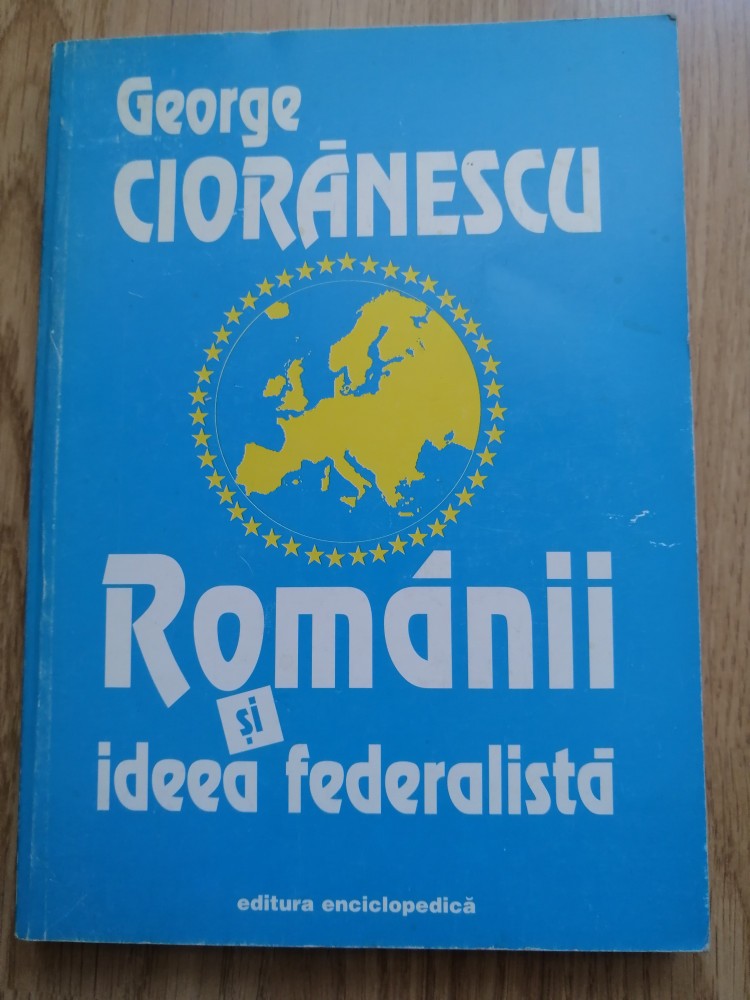 George
CIORĂNESCU
Românii
și
ideea federalistă
editura enciclopedică